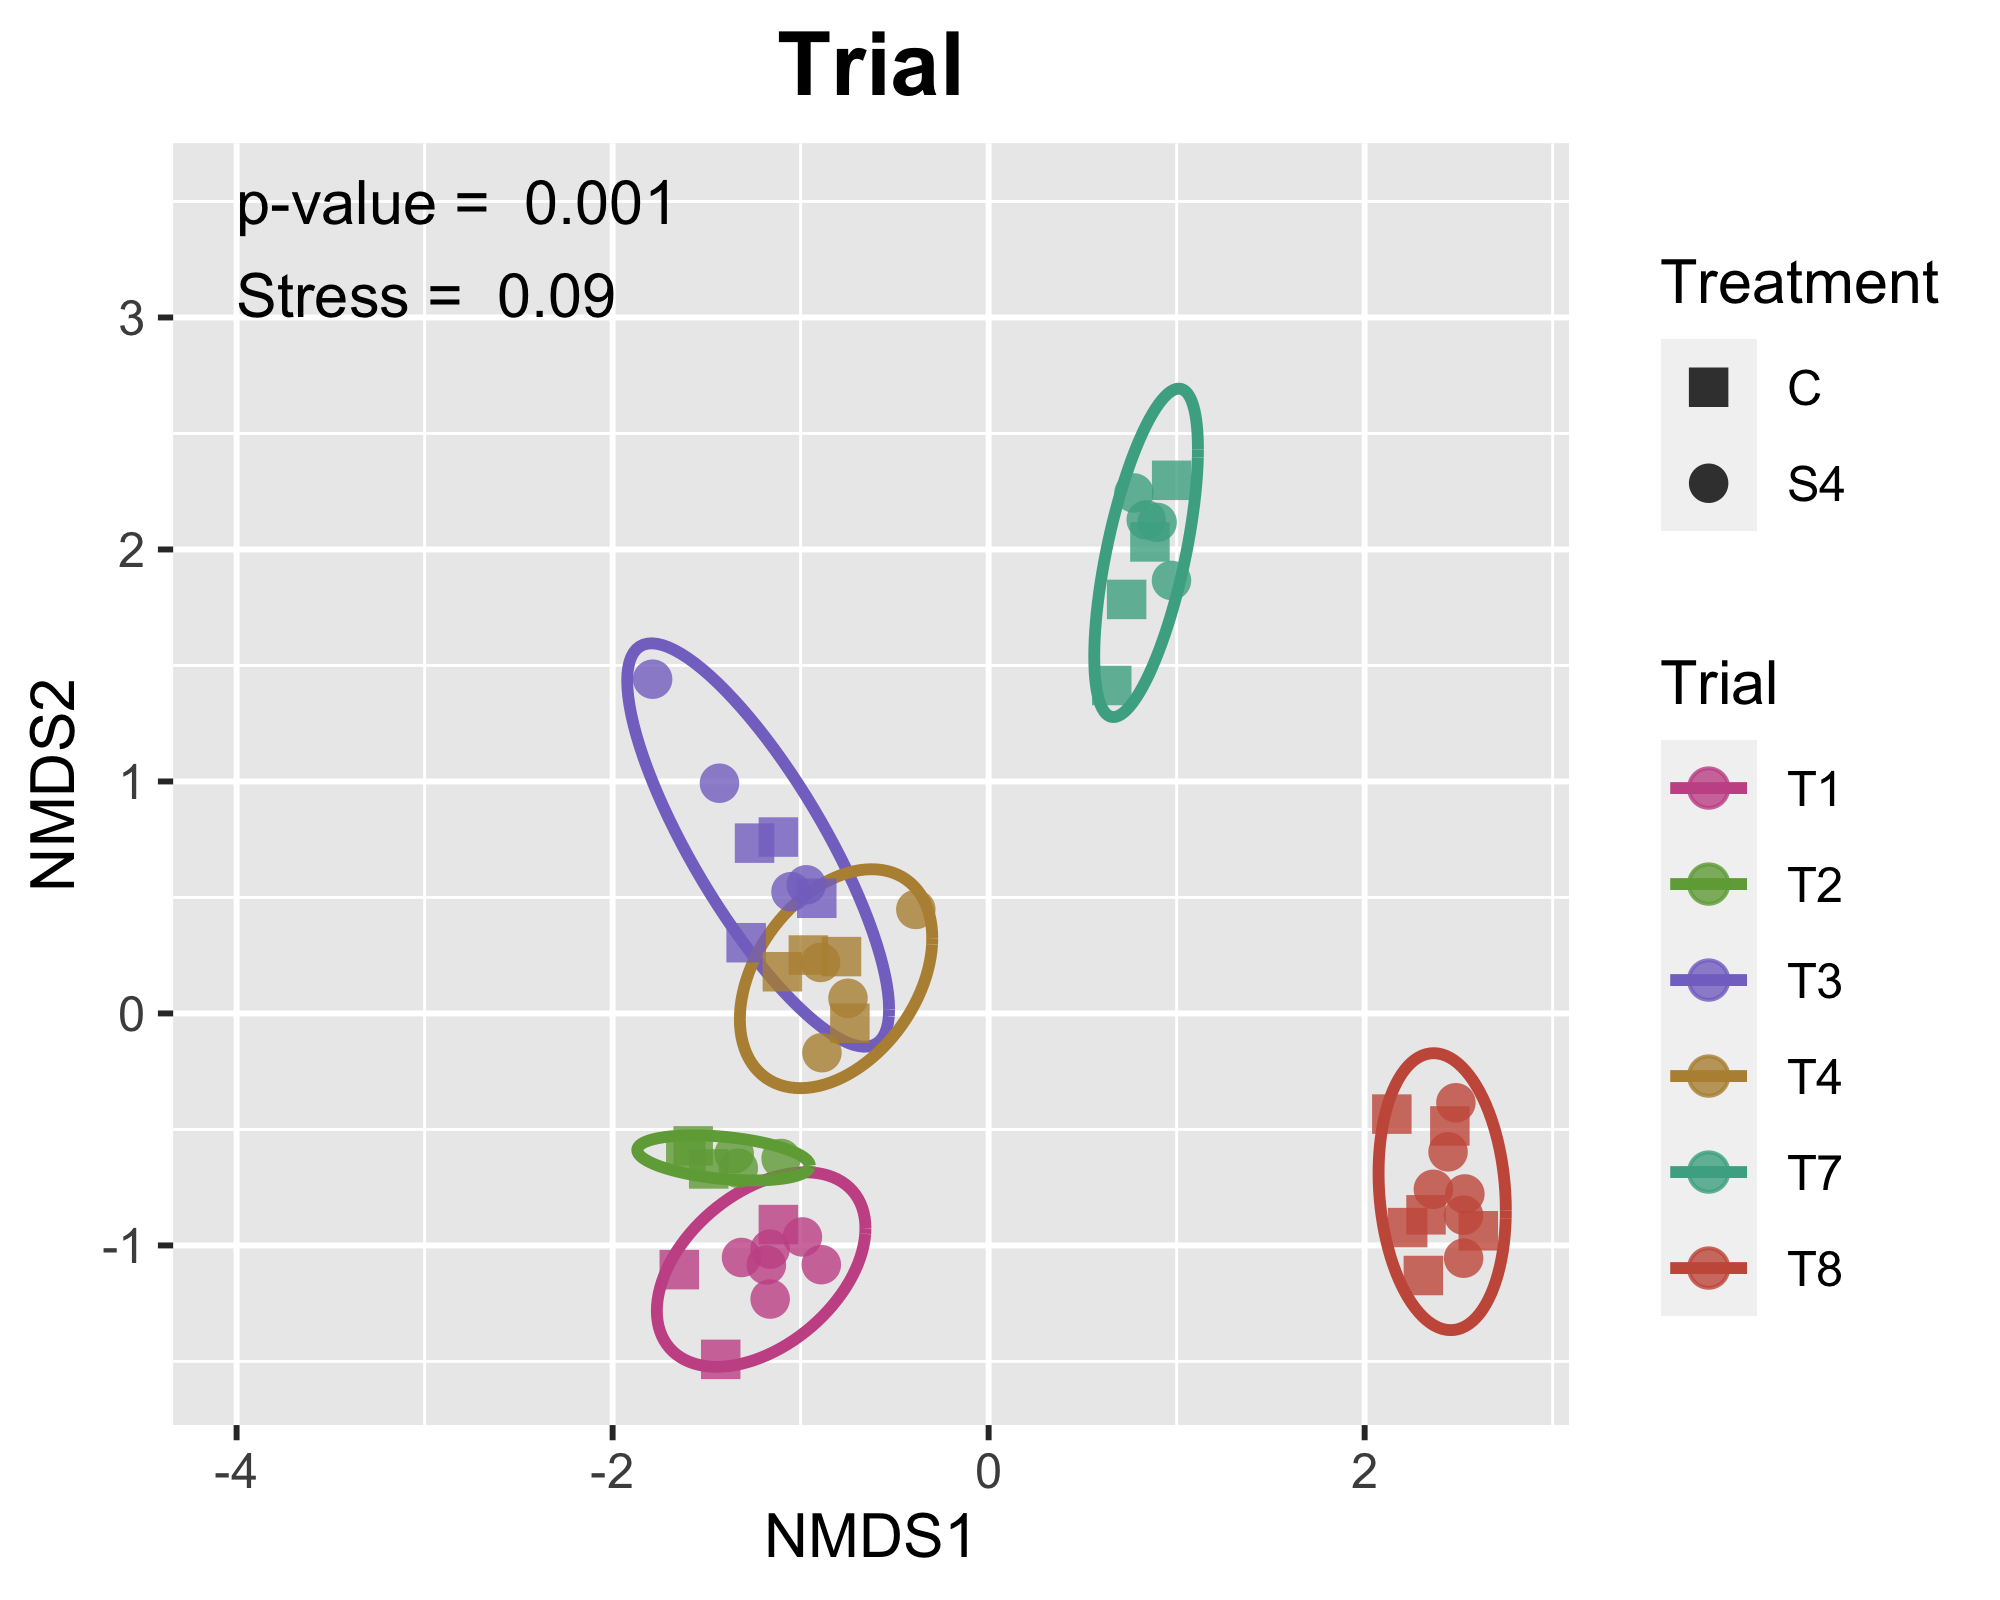 Trial
p-value =  0.001
Stress =  0.09
3
2
1
0
-1
NMDS2
-4
-2
0
2
NMDS1
Treatment
C
S4
Trial
T1
T2
T3
T4
T7
T8